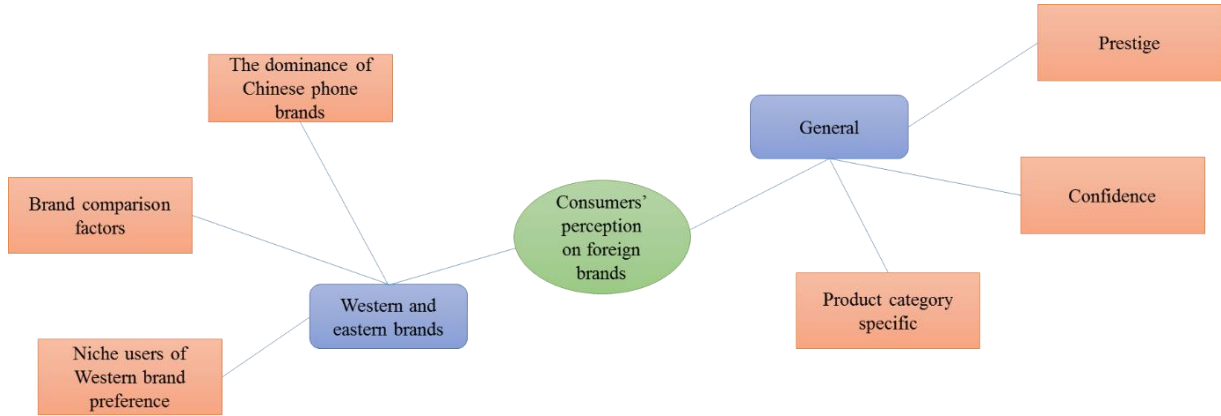 The dominance of
Chinese phone
brands
Brand comparison
factors
Niche users of
Western brand
preference
Western and
eastern brands
Consumers’
perception
on foreign
brands
General
Prestige
Confidence
Product category
specific